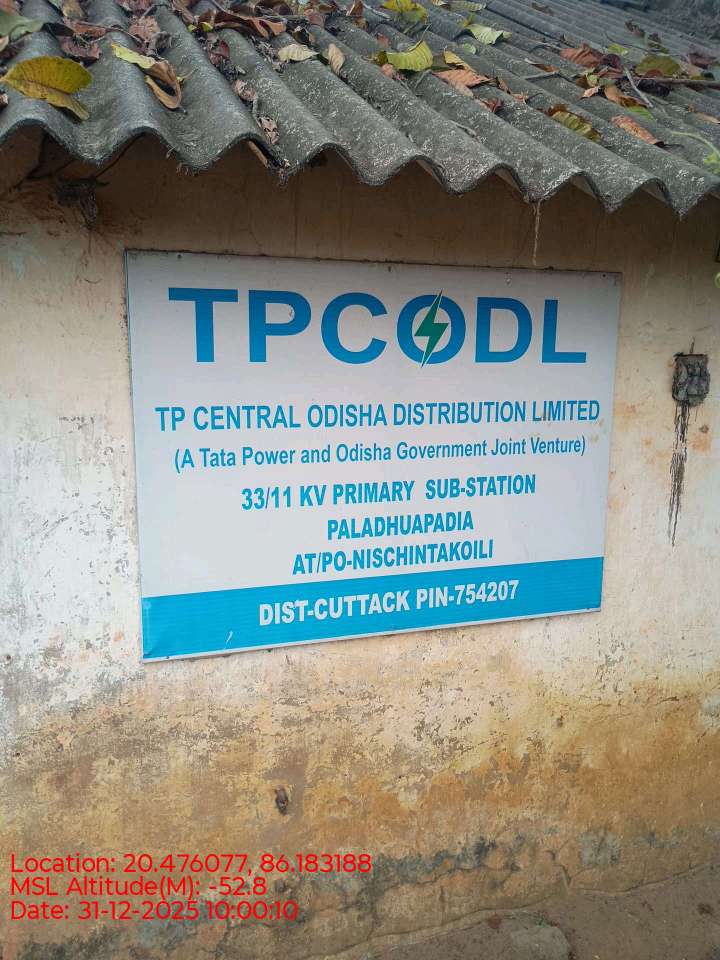 TPCODL
TP CENTRAL ODISHA DISTRIBUTION LIMITED
(A Tata Power and Odisha Government Joint Venture)
33/11 KV PRIMARY SUB-STATION
PALADHUAPADIA
AT/PO-NISCHINTAKOILI
DIST-CUTTACK PIN-754207
Location: 20.476077, 86.183188
MSL Altitude(M): -52.8
Date: 31-12-2025 10:00:10